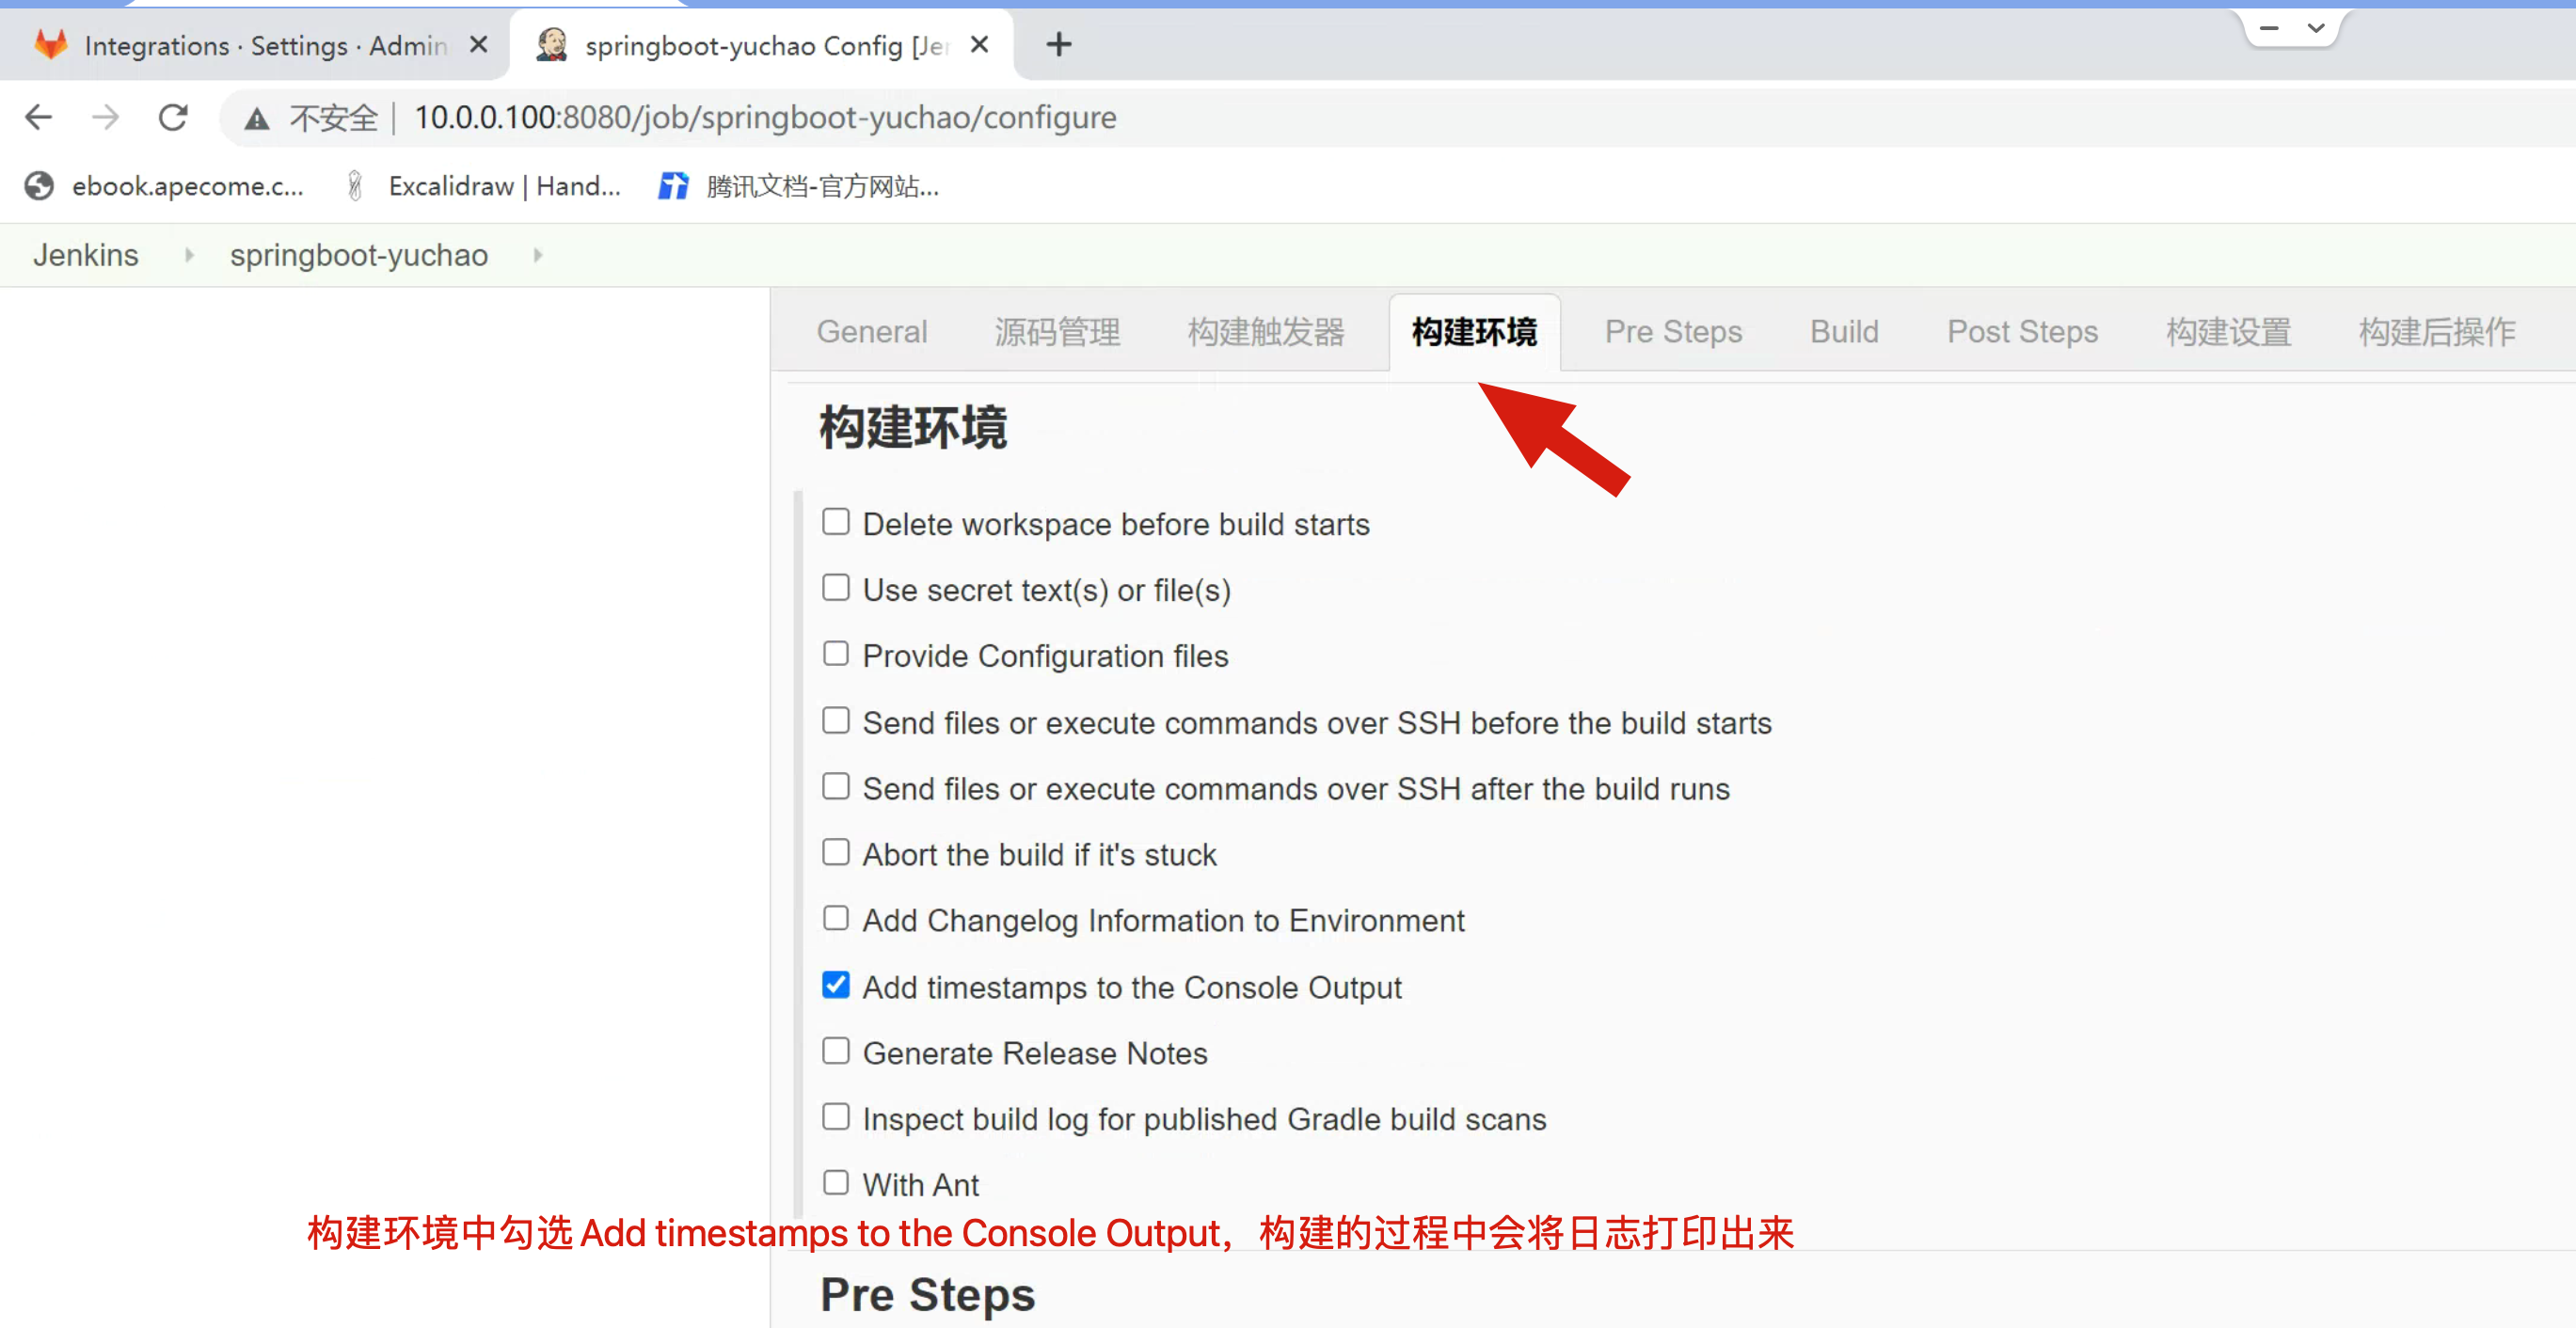 Integrations · Settings · Admin
springboot-yuchao Config [Jen
不安全 | 10.0.0.100:8080/job/springboot-yuchao/configure
ebook.apecome.c... Excalidraw | Hand... 腾讯文档-官方网站...
Jenkins springboot-yuchao
General 源码管理 构建触发器 构建环境 Pre Steps Build Post Steps 构建设置 构建后操作
构建环境
Delete workspace before build starts
Use secret text(s) or file(s)
Provide Configuration files
Send files or execute commands over SSH before the build starts
Send files or execute commands over SSH after the build runs
Abort the build if it's stuck
Add Changelog Information to Environment
Add timestamps to the Console Output
Generate Release Notes
Inspect build log for published Gradle build scans
With Ant
构建环境中勾选 Add timestamps to the Console Output，构建的过程中会将日志打印出来
Pre Steps